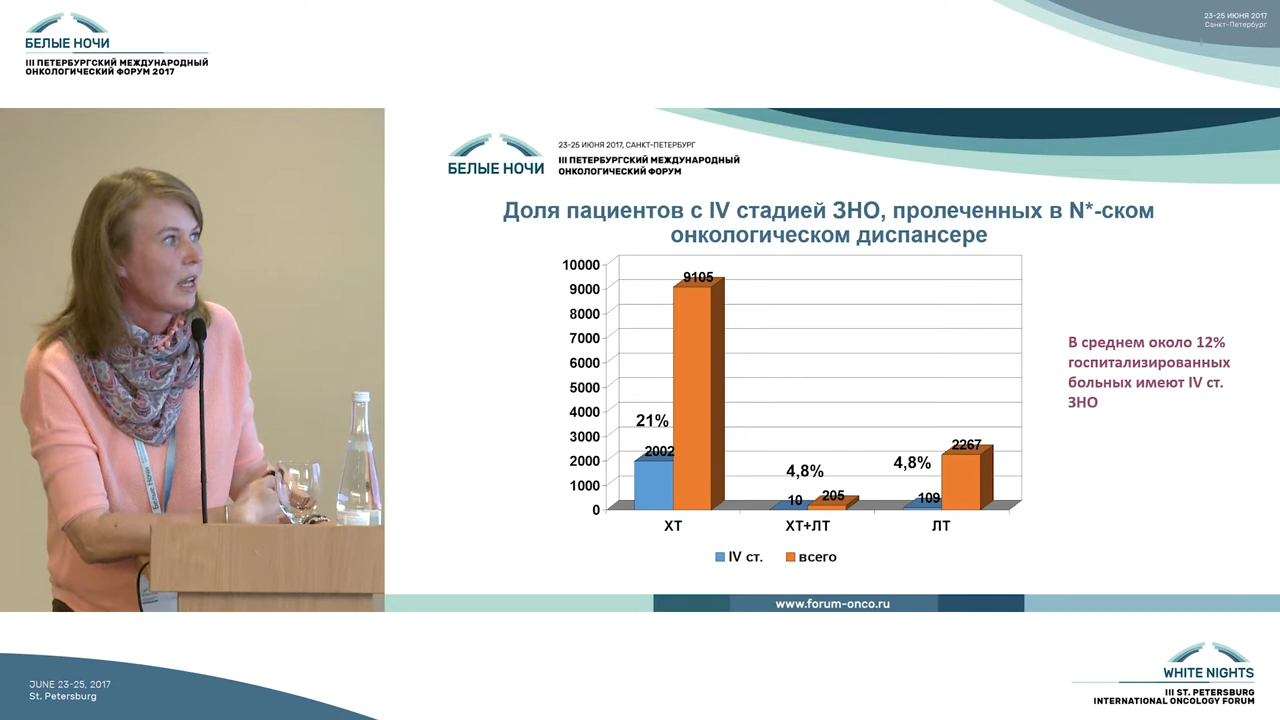 БЕЛЫЕ НОЧИ
III ПЕТЕРБУРГСКИЙ МЕЖДУНАРОДНЫЙ
ОНКОЛОГИЧЕСКИЙ ФОРУМ 2017
23-25 ИЮНЯ 2017
Санкт-Петербург
БЕЛЫЕ НОЧИ
23-25 ИЮНЯ 2017, САНКТ-ПЕТЕРБУРГ
III ПЕТЕРБУРГСКИЙ МЕЖДУНАРОДНЫЙ
ОНКОЛОГИЧЕСКИЙ ФОРУМ
Доля пациентов с IV стадией ЗНО, пролеченных в N*-ском
онкологическом диспансере
10000
9000
8000
7000
6000
5000
4000
3000
2000
1000
0
9105
21%
2002
4,8%
10
205
4,8%
109
2267
ХТ
ХТ+ЛТ
ЛТ
IV ст.
всего
В среднем около 12%
госпитализированных
больных имеют IV ст.
ЗНО
www.forum-onco.ru
JUNE 23-25, 2017
St. Petersburg
WHITE NIGHTS
III ST. PETERSBURG
INTERNATIONAL ONCOLOGY FORUM